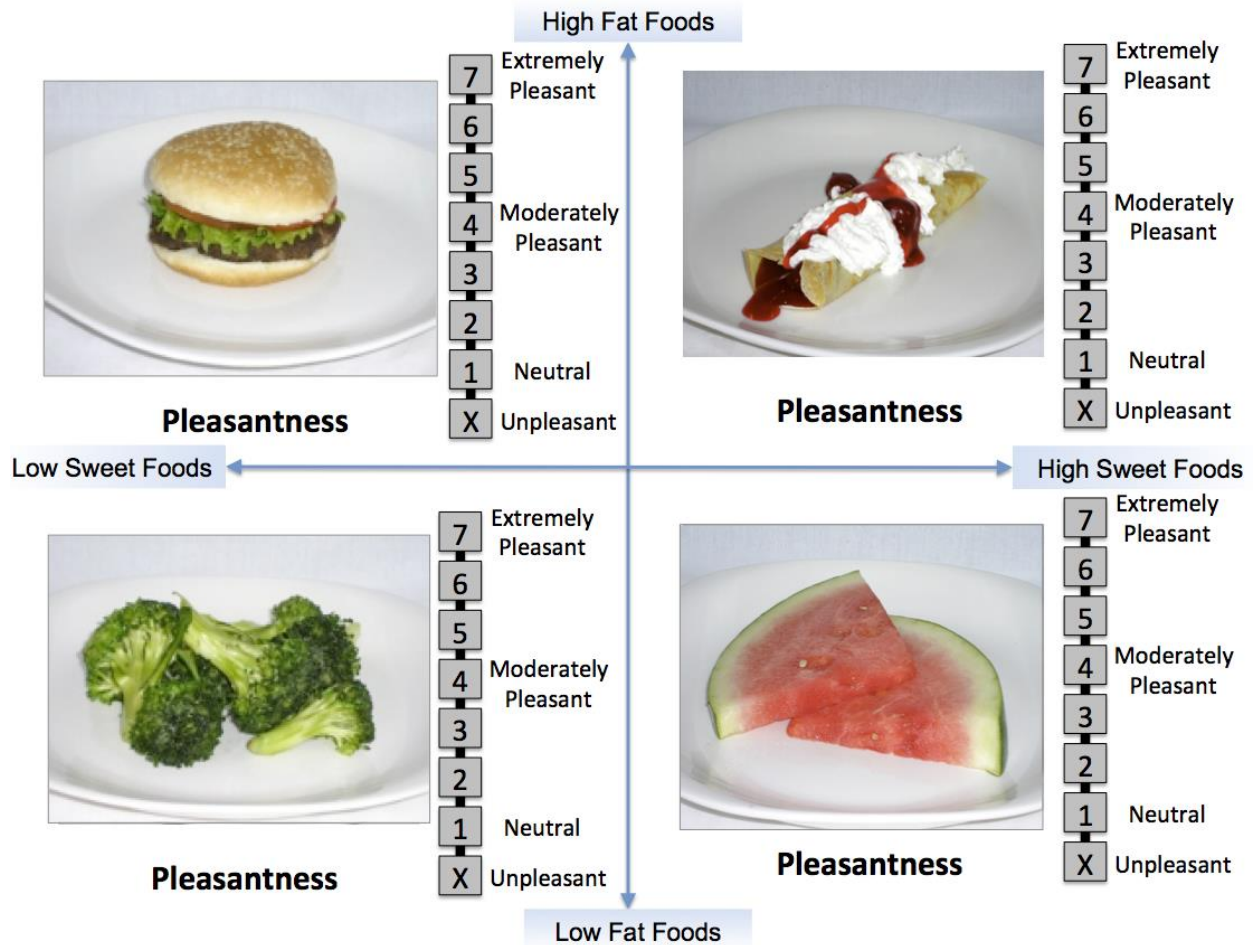 High Fat Foods
7 Extremely
Pleasant
6
5
4 Moderately
Pleasant
3
2
1 Neutral
X Unpleasant
Pleasantness
7 Extremely
Pleasant
6
5
4 Moderately
Pleasant
3
2
1 Neutral
X Unpleasant
Pleasantness
Low Sweet Foods
High Sweet Foods
7 Extremely
Pleasant
6
5
4 Moderately
Pleasant
3
2
1 Neutral
X Unpleasant
Pleasantness
7 Extremely
Pleasant
6
5
4 Moderately
Pleasant
3
2
1 Neutral
X Unpleasant
Pleasantness
Low Fat Foods